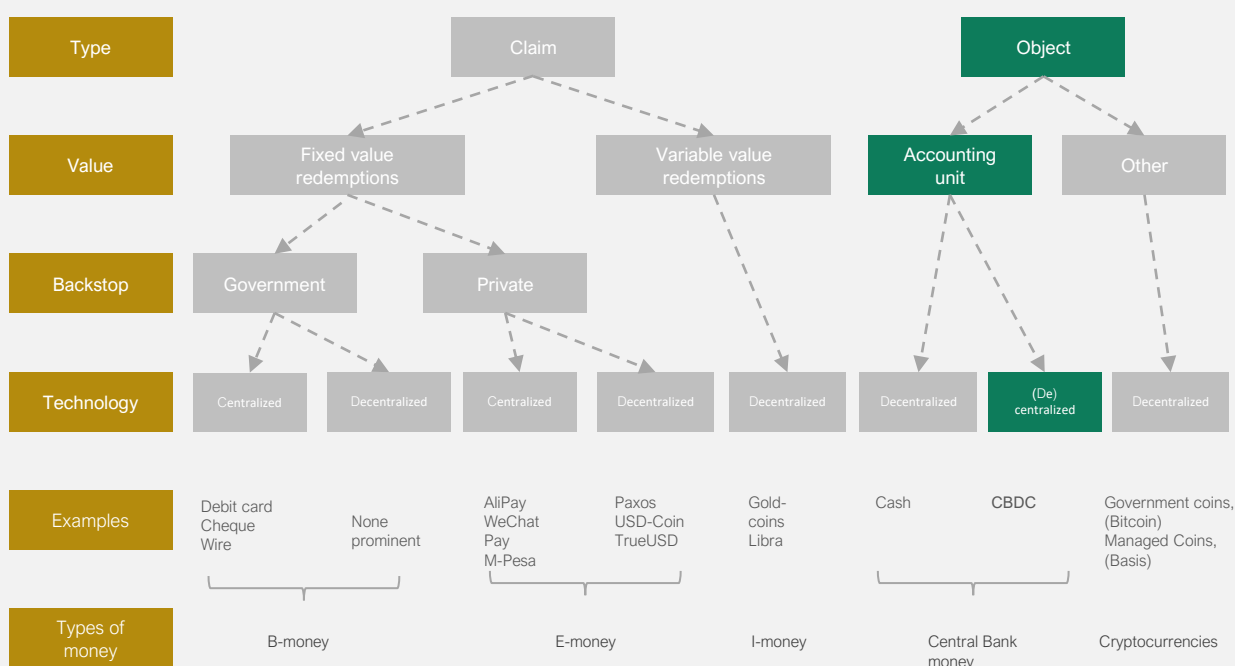 Type
Claim
Object
Value
Fixed value
redemptions
Variable value
redemptions
Accounting
unit
Other
Backstop
Government
Private
Technology
Centralized
Decentralized
Centralized
Decentralized
Decentralized
Decentralized
(De)
centralized
Decentralized
Examples
Debit card
Cheque
Wire
None
prominent
AliPay
WeChat
Pay
M-Pesa
Paxos
USD-Coin
TrueUSD
Gold-
coins
Libra
Cash
CBDC
Government coins,
(Bitcoin)
Managed Coins,
(Basis)
Types of
money
B-money
E-money
I-money
Central Bank
money
Cryptocurrencies